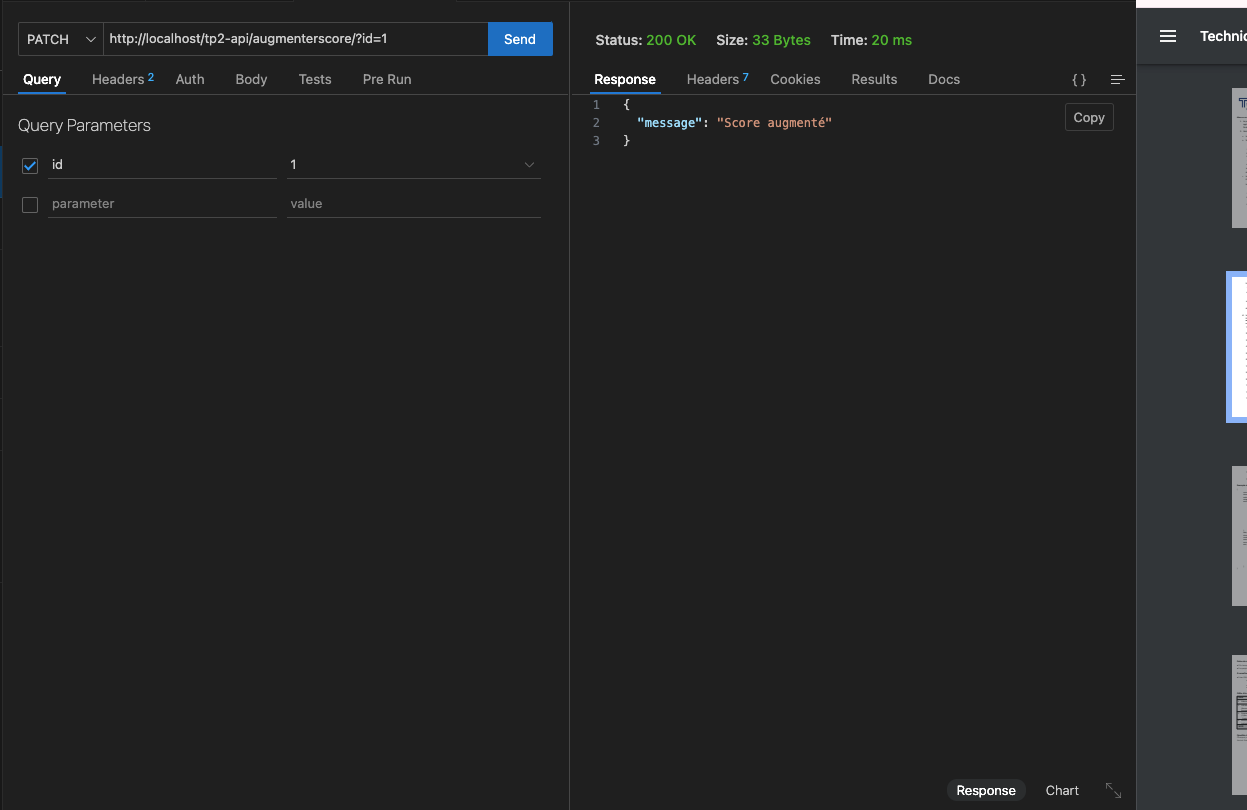 PATCH http://localhost/tp2-api/augmenterscore/?id=1 Send
Query Headers 2 Auth Body Tests Pre Run
Query Parameters
id 1
parameter value
Status: 200 OK Size: 33 Bytes Time: 20 ms
Response Headers 7 Cookies Results Docs { }
1 {
2 "message": "Score augmenté"
3 }
Copy
Response Chart
Technic